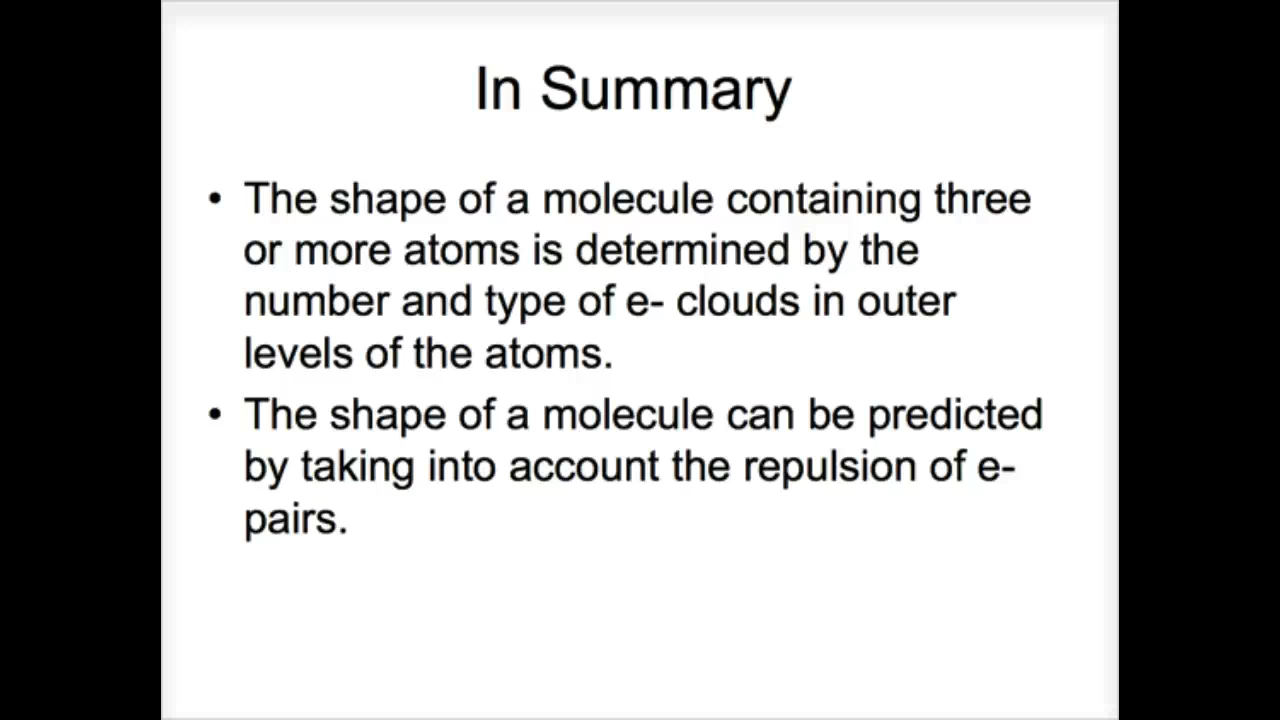 In Summary
• The shape of a molecule containing three
or more atoms is determined by the
number and type of e- clouds in outer
levels of the atoms.
• The shape of a molecule can be predicted
by taking into account the repulsion of e-
pairs.